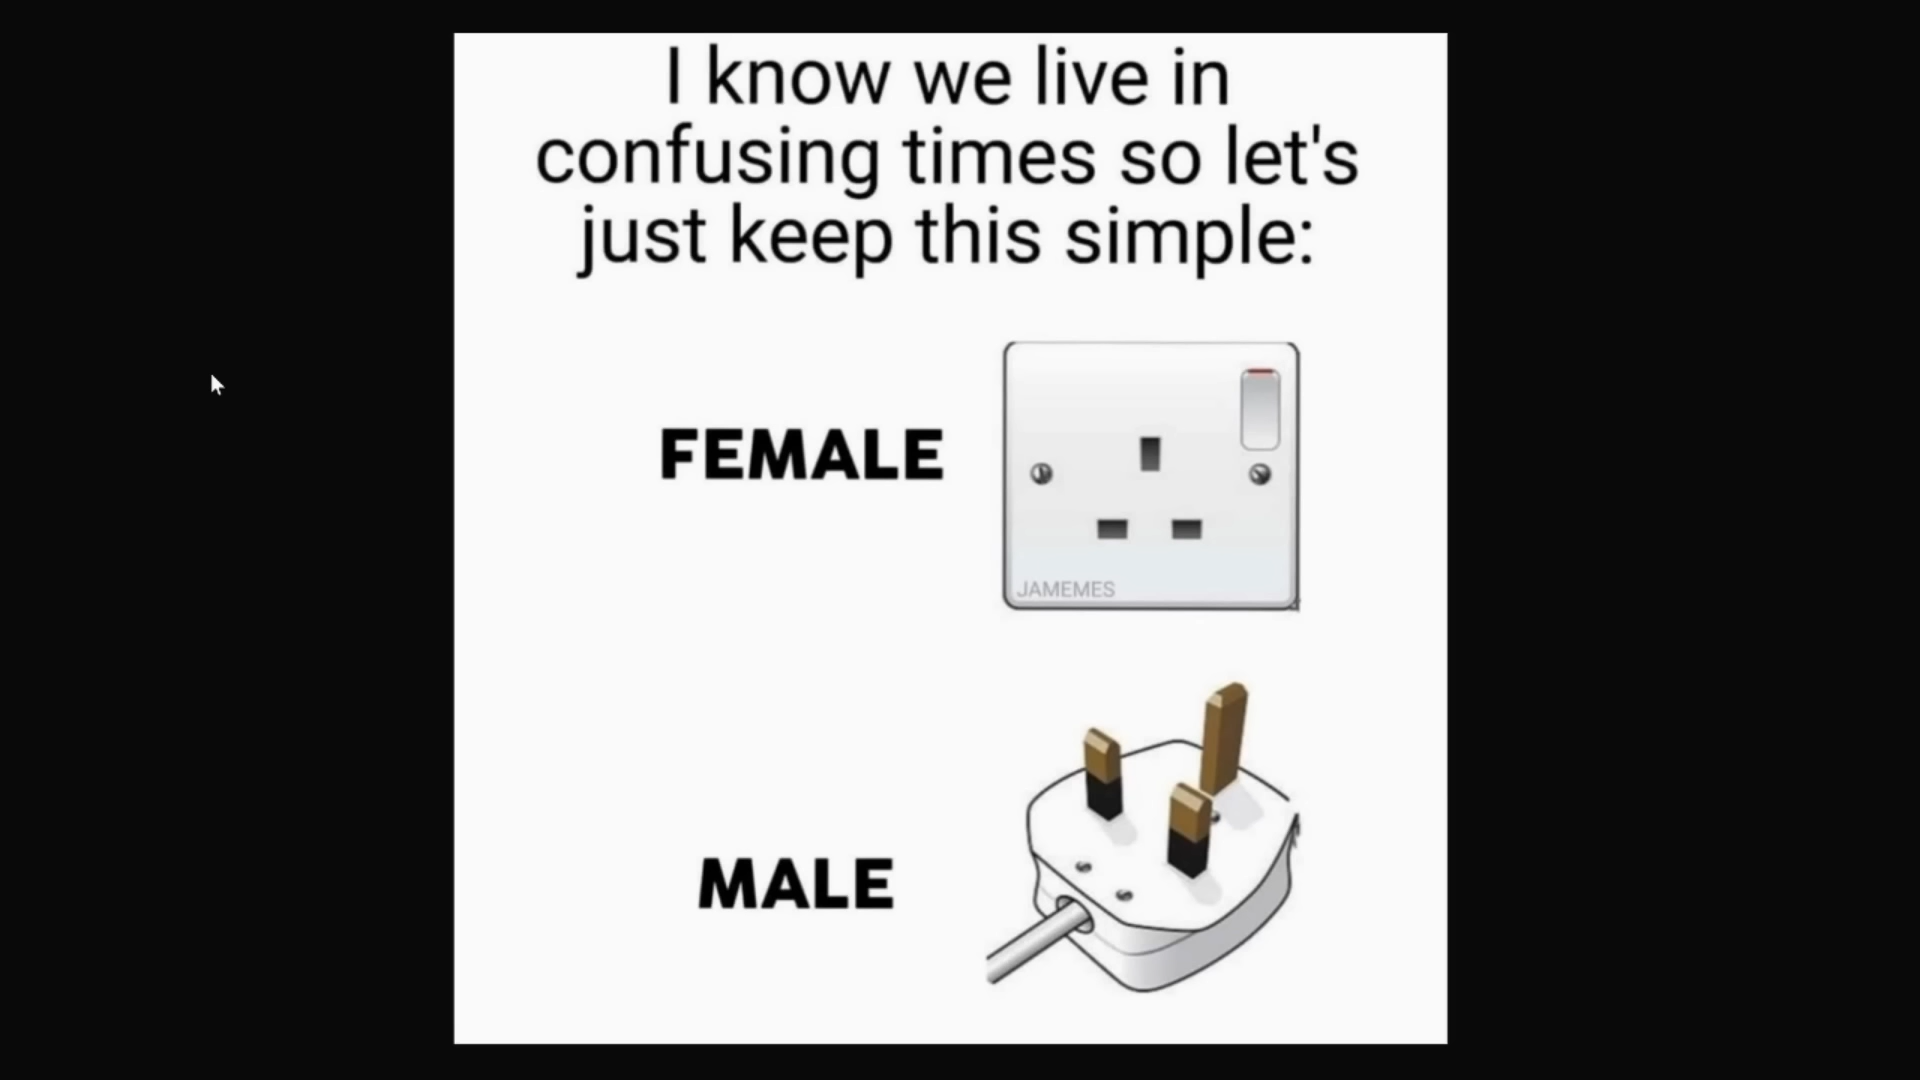 I know we live in
confusing times so let's
just keep this simple:
FEMALE
JAMEMES
MALE